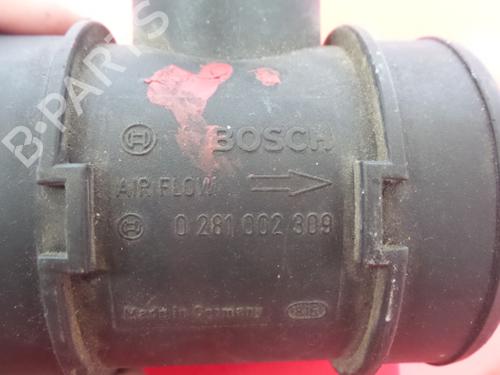 B-PARTS
BOSCH
AIR FLOW
0 281 002 309
Made in Germany